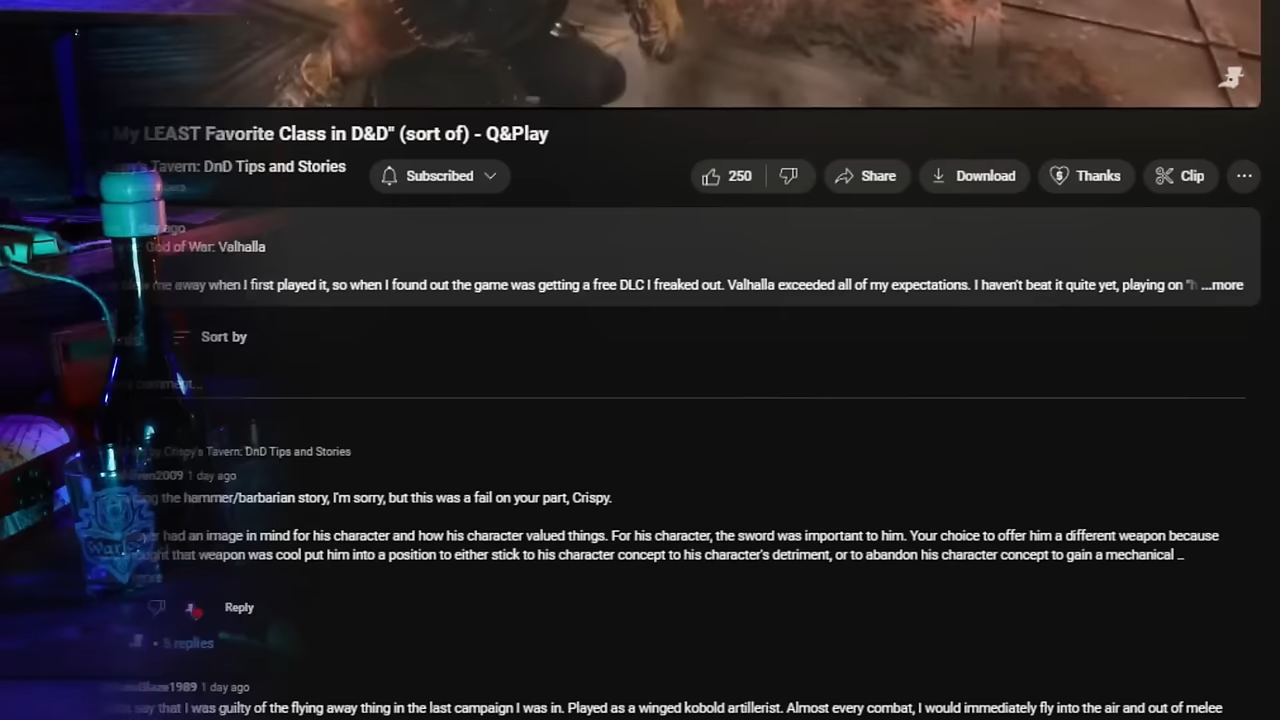 My LEAST Favorite Class in D&D" (sort of) - Q&Play
Tavern: DnD Tips and Stories
Subscribed
250
Share
Download
Thanks
Clip
ago
God of War: Valhalla
me away when I first played it, so when I found out the game was getting a free DLC I freaked out. Valhalla exceeded all of my expectations. I haven't beat it quite yet, playing on "h ...more
Sort by
comment...
by Crispy's Tavern: DnD Tips and Stories
1 day ago
the hammer/barbarian story, I'm sorry, but this was a fail on your part, Crispy.
had an image in mind for his character and how his character valued things. For his character, the sword was important to him. Your choice to offer him a different weapon because
that weapon was cool put him into a position to either stick to his character concept to his character's detriment, or to abandon his character concept to gain a mechanical ...
more
Reply
• 5 replies
1 day ago
say that I was guilty of the flying away thing in the last campaign I was in. Played as a winged kobold artillerist. Almost every combat, I would immediately fly into the air and out of melee